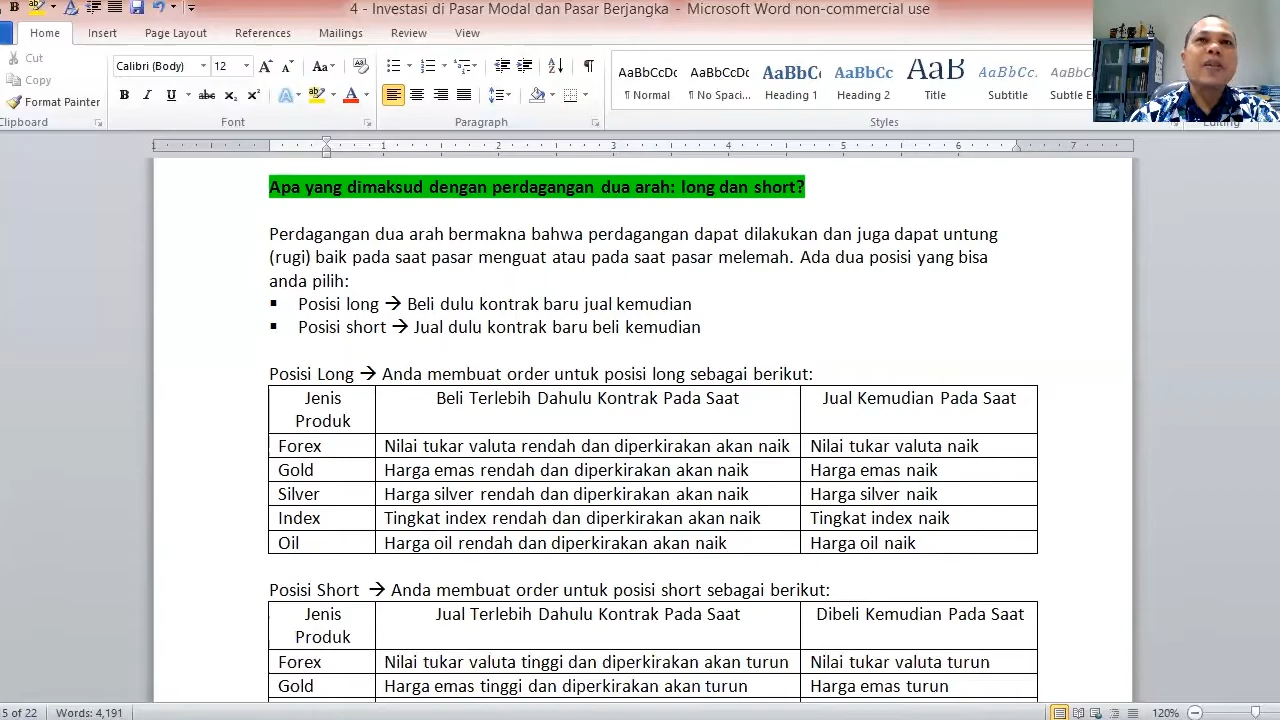 4 - Investasi di Pasar Modal dan Pasar Berjangka - Microsoft Word non-commercial use
Home Insert Page Layout References Mailings Review View
Cut
Copy
Format Painter
Clipboard
Calibri (Body) 12
Font
Paragraph
AaBbCcDc AaBbCcDc AaBbC AaBbCc AaB AaBbCc. AaBbCc
¶ Normal ¶ No Spaci... Heading 1 Heading 2 Title Subtitle Subtle E
Styles
Editing
1 1 2 3 4 5 6 7
Apa yang dimaksud dengan perdagangan dua arah: long dan short?
Perdagangan dua arah bermakna bahwa perdagangan dapat dilakukan dan juga dapat untung
(rugi) baik pada saat pasar menguat atau pada saat pasar melemah. Ada dua posisi yang bisa
anda pilih:
▪ Posisi long → Beli dulu kontrak baru jual kemudian
▪ Posisi short → Jual dulu kontrak baru beli kemudian
Posisi Long → Anda membuat order untuk posisi long sebagai berikut:
Jenis Produk Beli Terlebih Dahulu Kontrak Pada Saat Jual Kemudian Pada Saat
Forex Nilai tukar valuta rendah dan diperkirakan akan naik Nilai tukar valuta naik
Gold Harga emas rendah dan diperkirakan akan naik Harga emas naik
Silver Harga silver rendah dan diperkirakan akan naik Harga silver naik
Index Tingkat index rendah dan diperkirakan akan naik Tingkat index naik
Oil Harga oil rendah dan diperkirakan akan naik Harga oil naik
Posisi Short → Anda membuat order untuk posisi short sebagai berikut:
Jenis Produk Jual Terlebih Dahulu Kontrak Pada Saat Dibeli Kemudian Pada Saat
Forex Nilai tukar valuta tinggi dan diperkirakan akan turun Nilai tukar valuta turun
Gold Harga emas tinggi dan diperkirakan akan turun Harga emas turun
5 of 22 Words: 4,191 120%